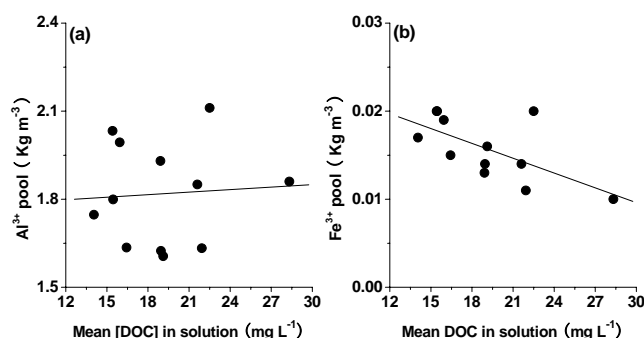 (a)
Al³⁺ pool (Kg m⁻³)
2.4
2.1
1.8
1.5
12 15 18 21 24 27 30
Mean [DOC] in solution (mg L⁻¹)
(b)
Fe³⁺ pool (Kg m⁻³)
0.03
0.02
0.01
0.00
12 15 18 21 24 27 30
Mean DOC in solution (mg L⁻¹)